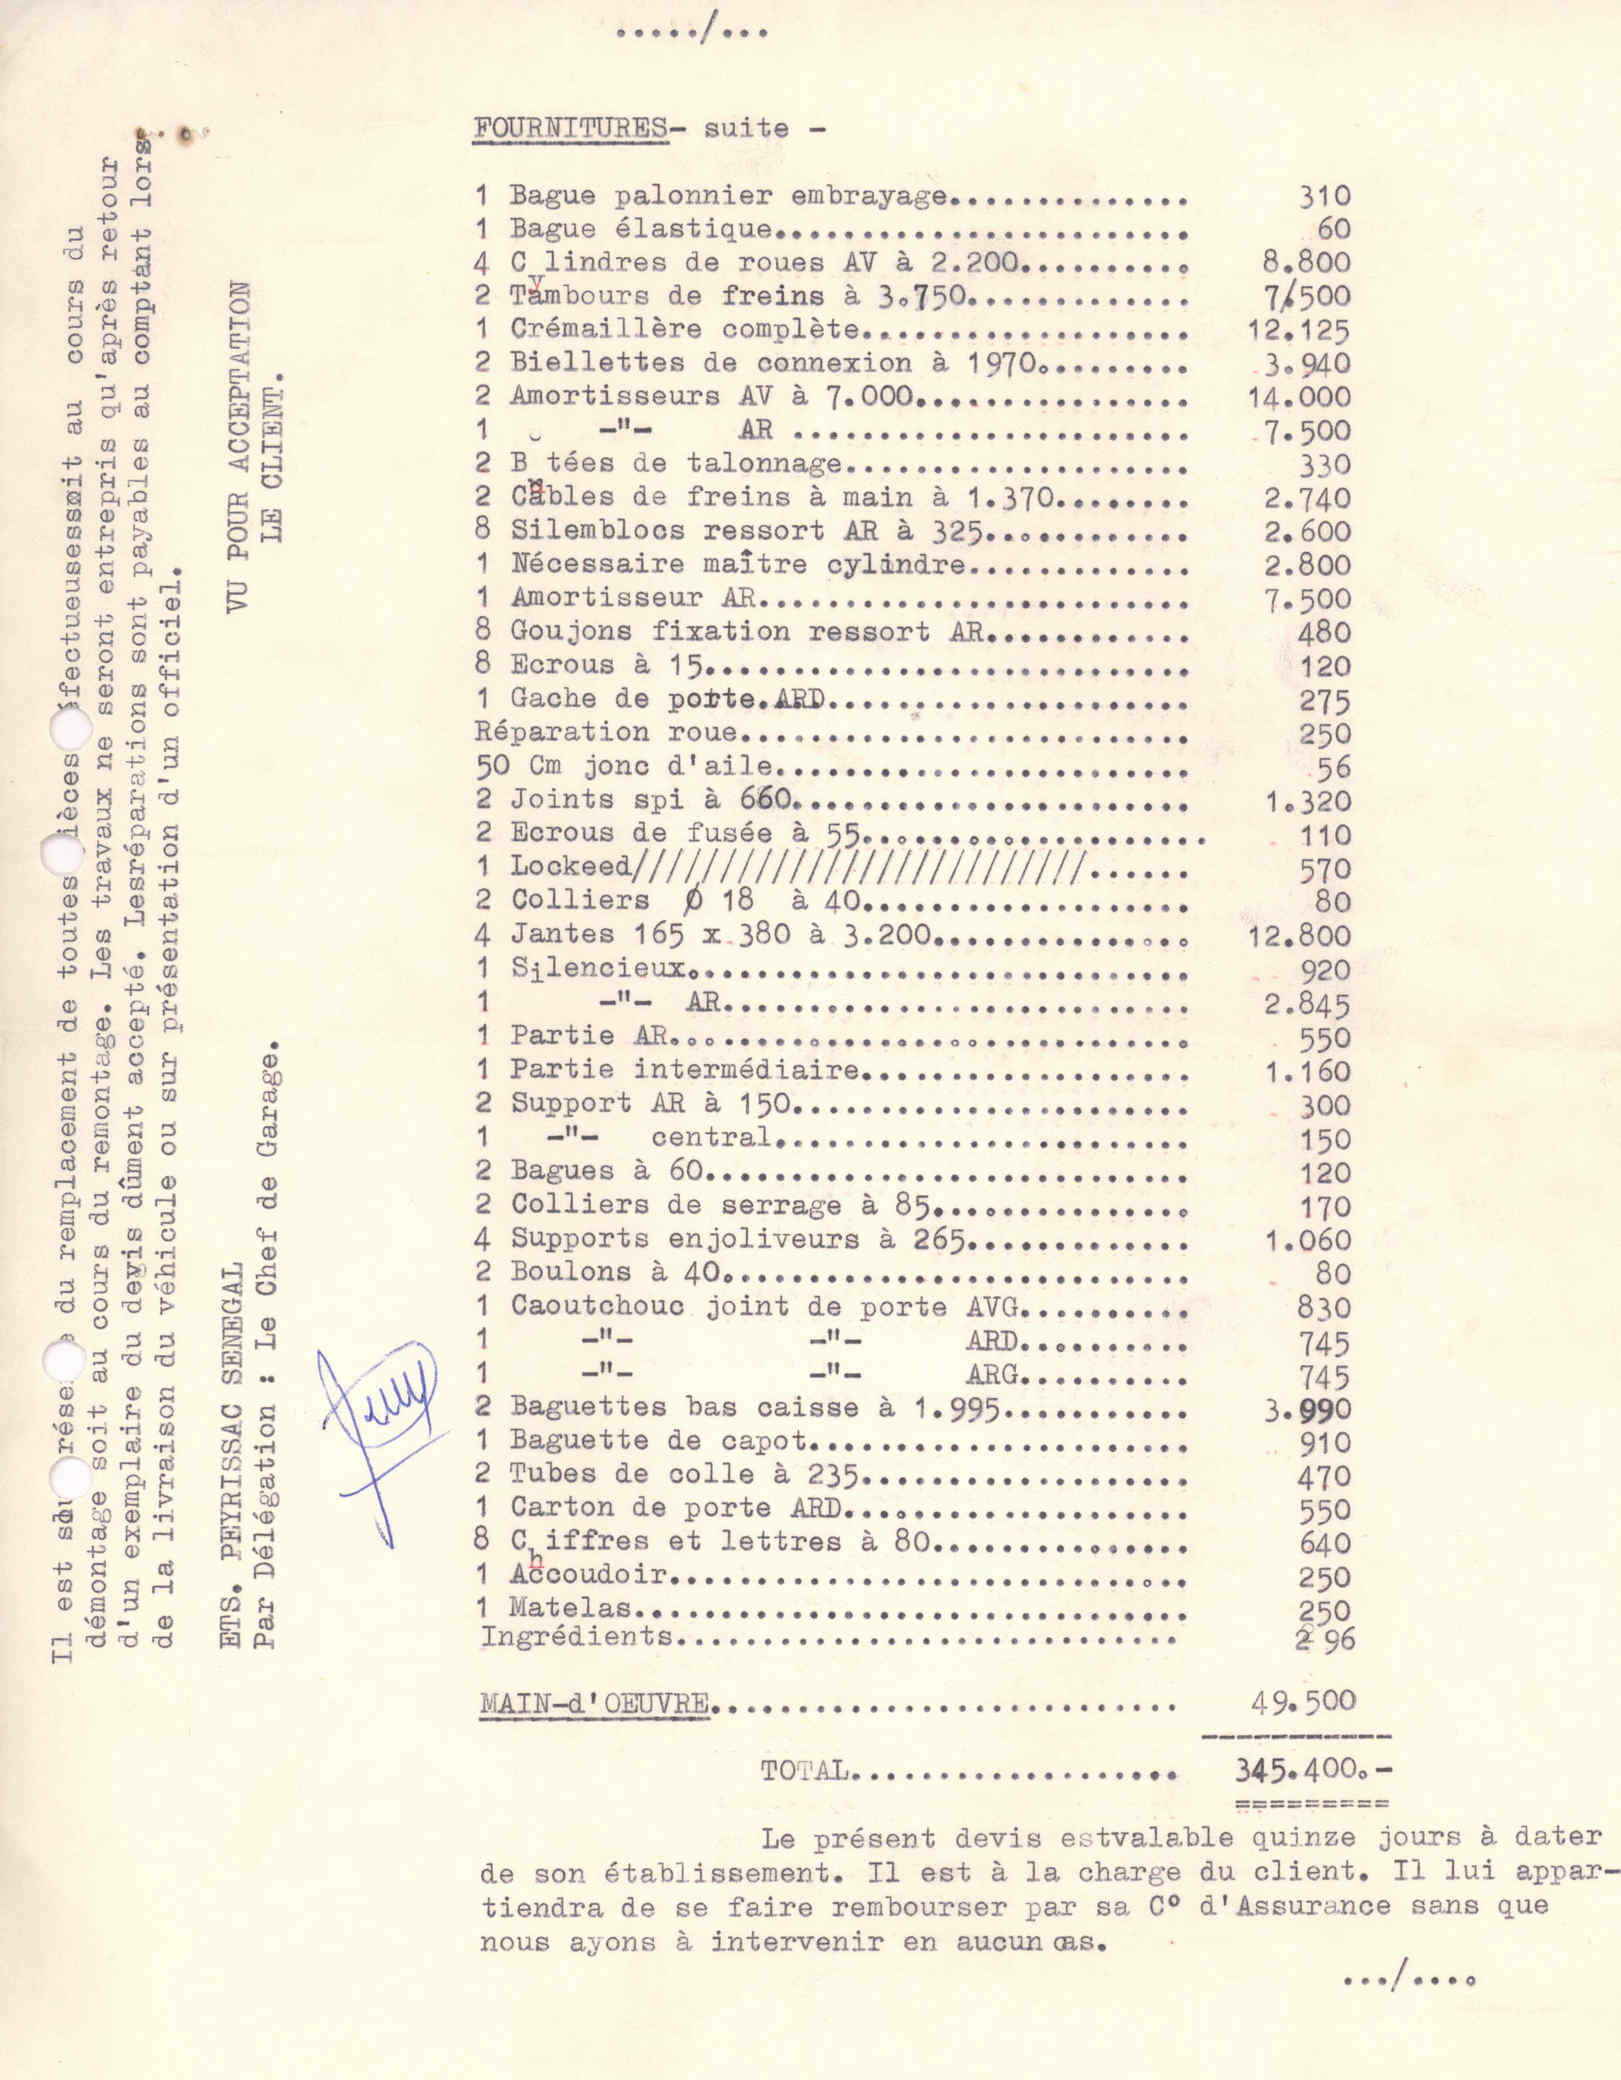 ...../...
FOURNITURES- suite -
1 Bague palonnier embrayage.............. 310
1 Bague élastique........................ 60
4 Cylindres de roues AV à 2.200.......... 8.800
2 Tambours de freins à 3.750............. 7.500
1 Crémaillère complète................... 12.125
2 Biellettes de connexion à 1970......... 3.940
2 Amortisseurs AV à 7.000................ 14.000
1 -"- AR ....................... 7.500
2 Butées de talonnage.................... 330
2 Câbles de freins à main à 1.370........ 2.740
8 Silemblocs ressort AR à 325............ 2.600
1 Nécessaire maître cylindre............. 2.800
1 Amortisseur AR......................... 7.500
8 Goujons fixation ressort AR............ 480
8 Ecrous à 15............................ 120
1 Gache de porte.ARD..................... 275
Réparation roue.......................... 250
50 Cm jonc d'aile........................ 56
2 Joints spi à 660....................... 1.320
2 Ecrous de fusée à 55.................... 110
1 Lockeed//////////////////////////...... 570
2 Colliers Ø 18 à 40................... 80
4 Jantes 165 x 380 à 3.200............... 12.800
1 Silencieux............................. 920
1 -"- AR........................... 2.845
1 Partie AR.............................. 550
1 Partie intermédiaire................... 1.160
2 Support AR à 150....................... 300
1 -"- central........................ 150
2 Bagues à 60............................ 120
2 Colliers de serrage à 85............... 170
4 Supports enjoliveurs à 265............. 1.060
2 Boulons à 40........................... 80
1 Caoutchouc joint de porte AVG.......... 830
1 -"- -"- ARD.......... 745
1 -"- -"- ARG.......... 745
2 Baguettes bas caisse à 1.995........... 3.990
1 Baguette de capot...................... 910
2 Tubes de colle à 235................... 470
1 Carton de porte ARD.................... 550
8 Chiffres et lettres à 80............... 640
1 Accoudoir.............................. 250
1 Matelas................................ 250
Ingrédients............................. 296
MAIN-d'OEUVRE........................... 49.500
TOTAL................... 345.400.-
Le présent devis estvalable quinze jours à dater
de son établissement. Il est à la charge du client. Il lui appar-
tiendra de se faire rembourser par sa C° d'Assurance sans que
nous ayons à intervenir en aucun cas.
.../....
Il est du remplacement de toutes au cours du
démontage soit au cours du remontage. Les travaux ne seront entrepris qu'après retour
d'un exemplaire du devis dûment accepté. Lesréparations sont payables au comptant lors
de la livraison du véhicule ou sur présentation d'un officiel.
VU POUR ACCEPTATION
LE CLIENT.
ETS. PEYRISSAC SENEGAL
Par Délégation : Le Chef de Garage.